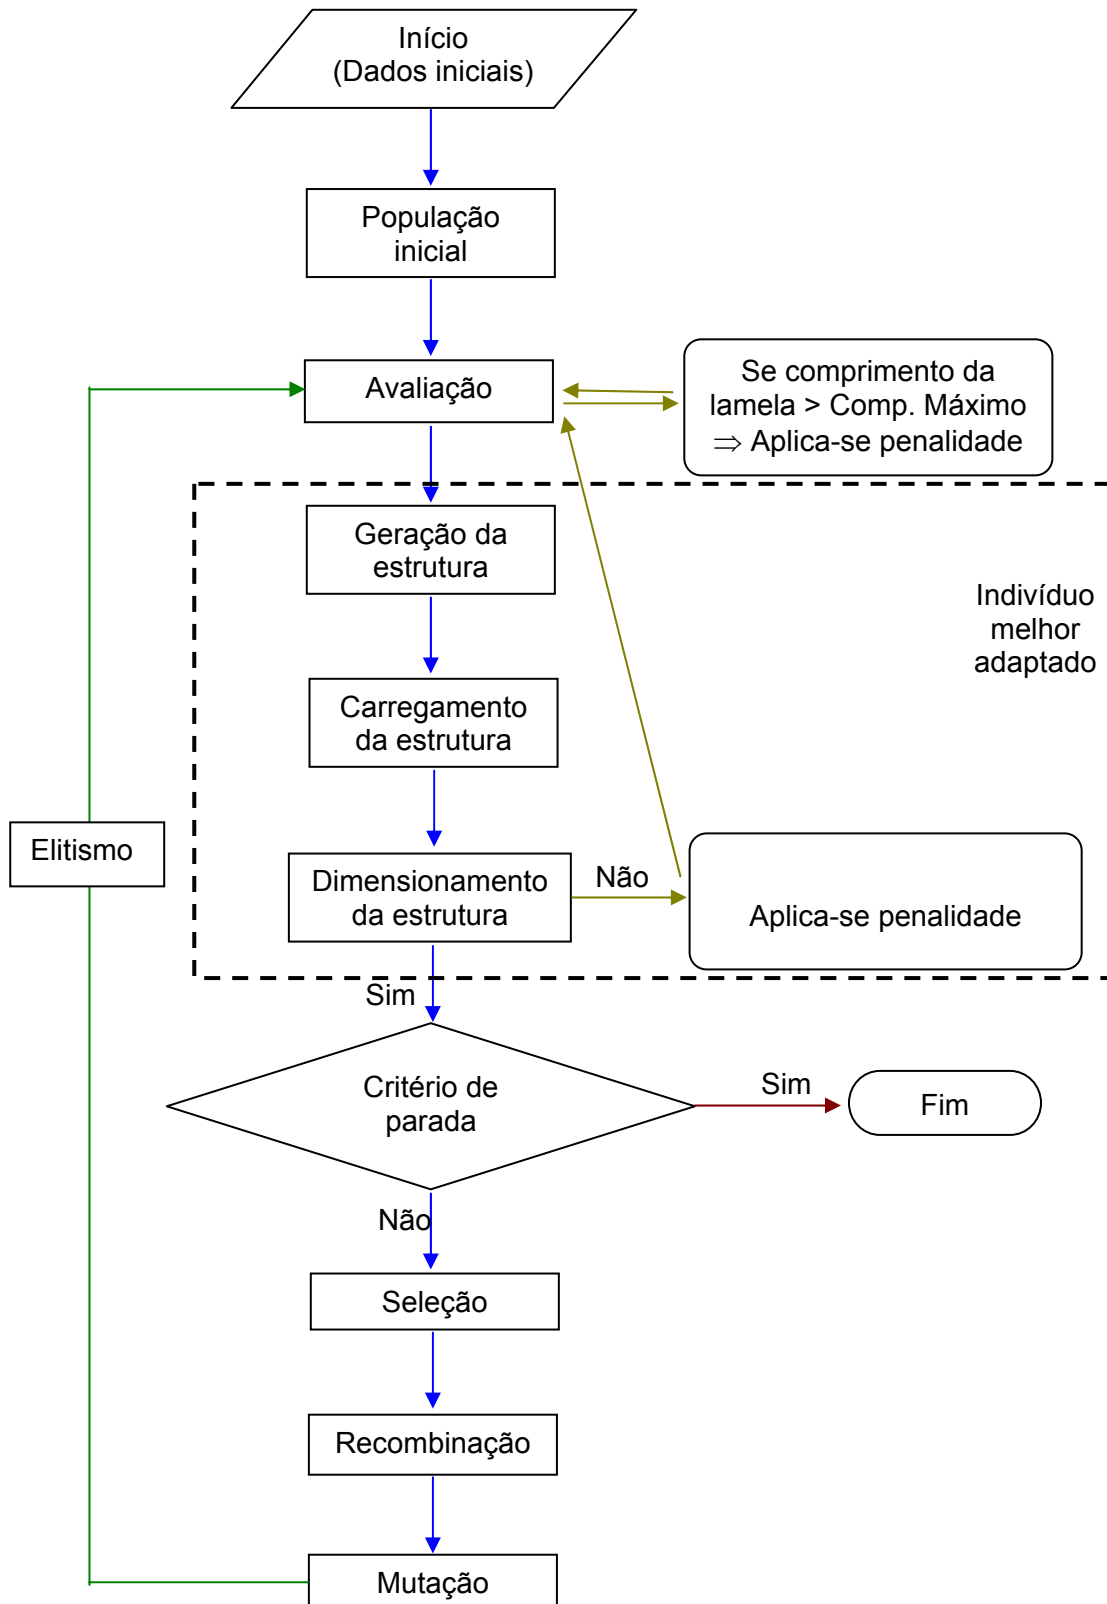 Início
(Dados iniciais)
População
inicial
Avaliação
Se comprimento da
lamela > Comp. Máximo
⇒ Aplica-se penalidade
Geração da
estrutura
Indivíduo
melhor
adaptado
Carregamento
da estrutura
Elitismo
Dimensionamento
da estrutura
Não
Aplica-se penalidade
Sim
Critério de
parada
Sim
Fim
Não
Seleção
Recombinação
Mutação